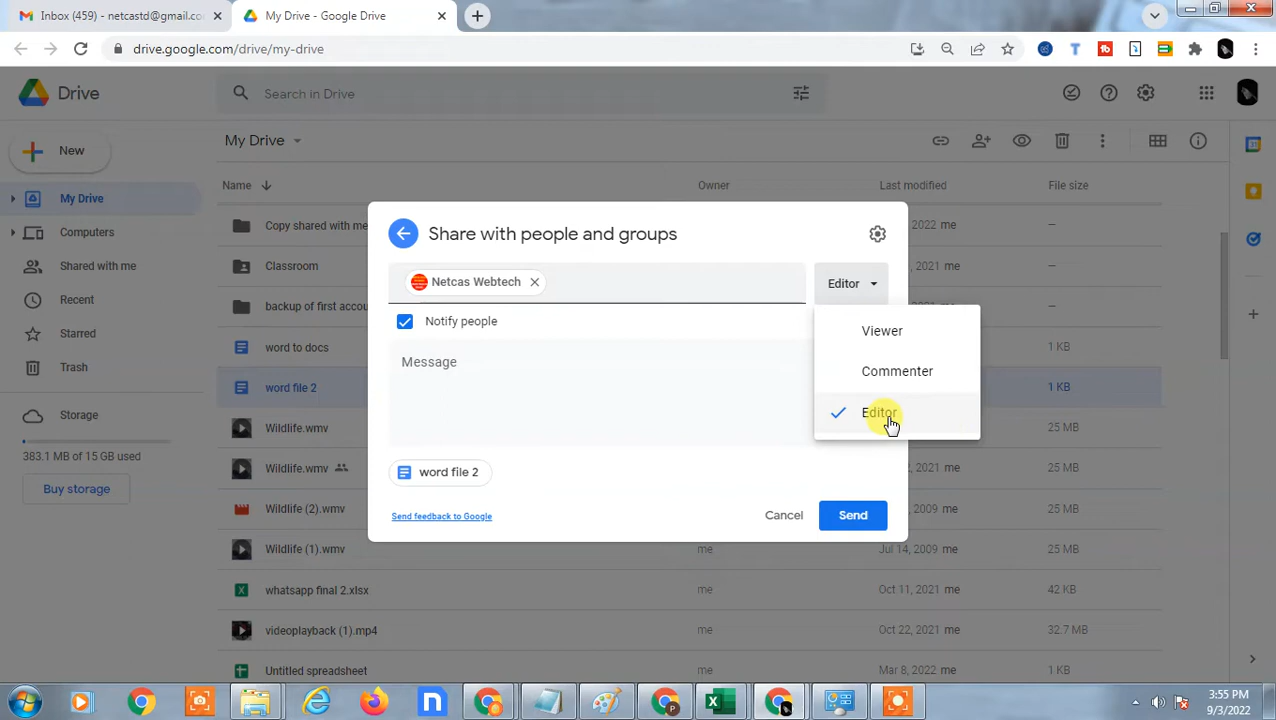 Inbox (459) - netcastd@gmail.co
My Drive - Google Drive
drive.google.com/drive/my-drive
Drive
Search in Drive
New
My Drive
Name
Owner
Last modified
File size
My Drive
Computers
Shared with me
Recent
Starred
Trash
Storage
383.1 MB of 15 GB used
Buy storage
Copy shared with me
2022 me
—
Classroom
2021 me
—
backup of first accou
2021 me
—
word to docs
1 KB
word file 2
1 KB
Wildlife.wmv
25 MB
Wildlife.wmv
2021 me
25 MB
Wildlife (2).wmv
2009 me
25 MB
Wildlife (1).wmv
me
Jul 14, 2009 me
25 MB
whatsapp final 2.xlsx
me
42 KB
videoplayback (1).mp4
me
Oct 22, 2021 me
32.7 MB
Untitled spreadsheet
me
Mar 8, 2022 me
1 KB
Share with people and groups
Netcas Webtech
Editor
Notify people
Message
word file 2
Send feedback to Google
Cancel
Send
Viewer
Commenter
Editor
3:55 PM
9/3/2022